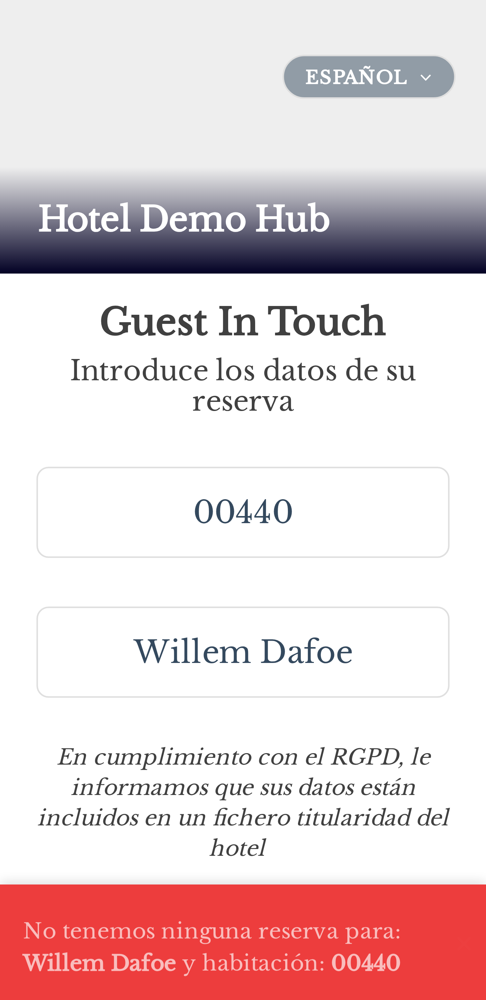 ESPAÑOL
Hotel Demo Hub
Guest In Touch
Introduce los datos de su
reserva
00440
Willem Dafoe
En cumplimiento con el RGPD, le
informamos que sus datos están
incluidos en un fichero titularidad del
hotel
No tenemos ninguna reserva para:
Willem Dafoe y habitación: 00440